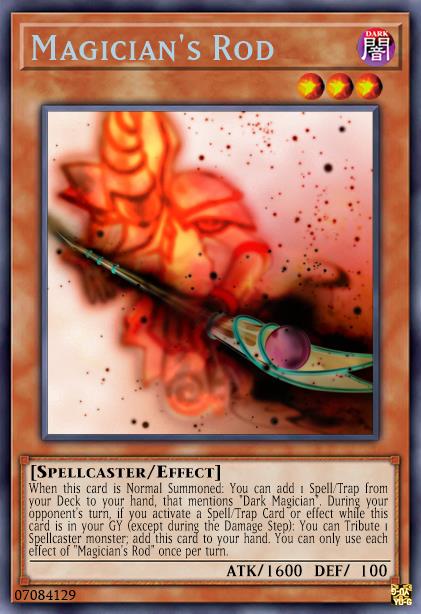 MAGICIAN'S ROD
DARK
闇
[SPELLCASTER/EFFECT]
When this card is Normal Summoned: You can add 1 Spell/Trap from
your Deck to your hand, that mentions "Dark Magician". During your
opponent's turn, if you activate a Spell/Trap Card or effect while this
card is in your GY (except during the Damage Step): You can Tribute 1
Spellcaster monster; add this card to your hand. You can only use each
effect of "Magician's Rod" once per turn.
ATK/1600 DEF/ 100
07084129